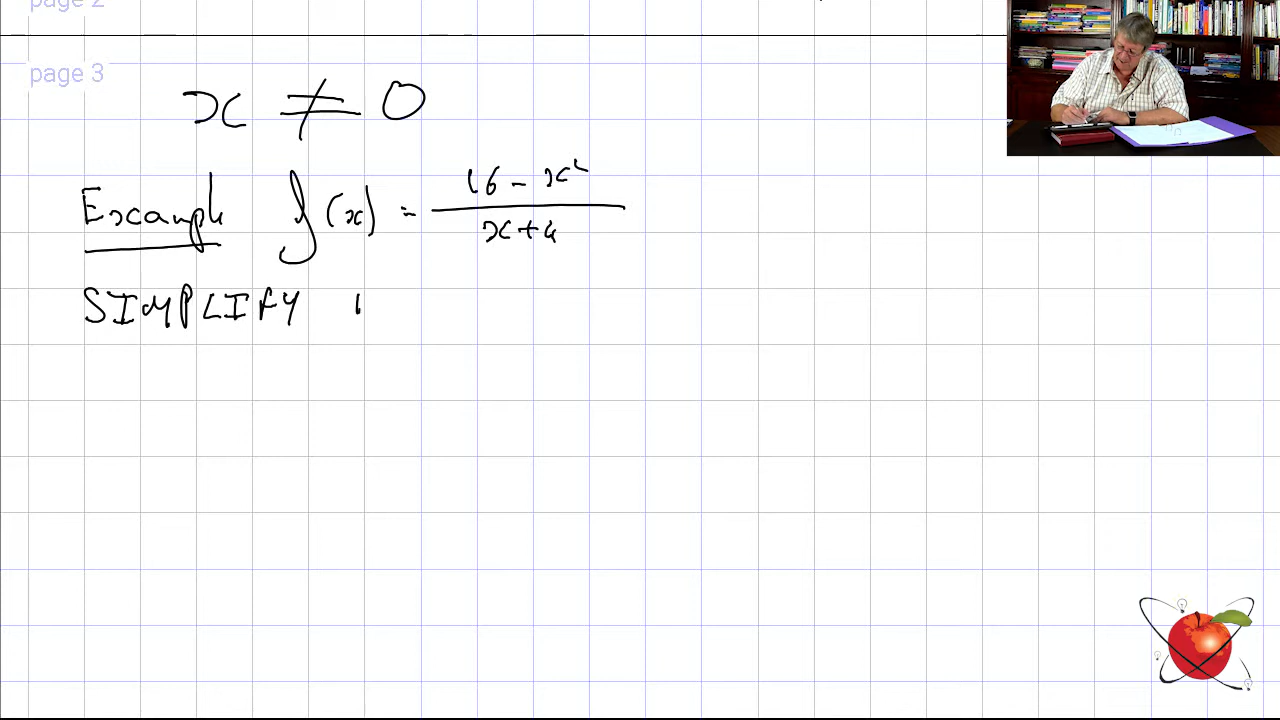 page 2
page 3
x ≠ 0
Example f(x) = (16 - x²)/(x + 4)
SIMPLIFY